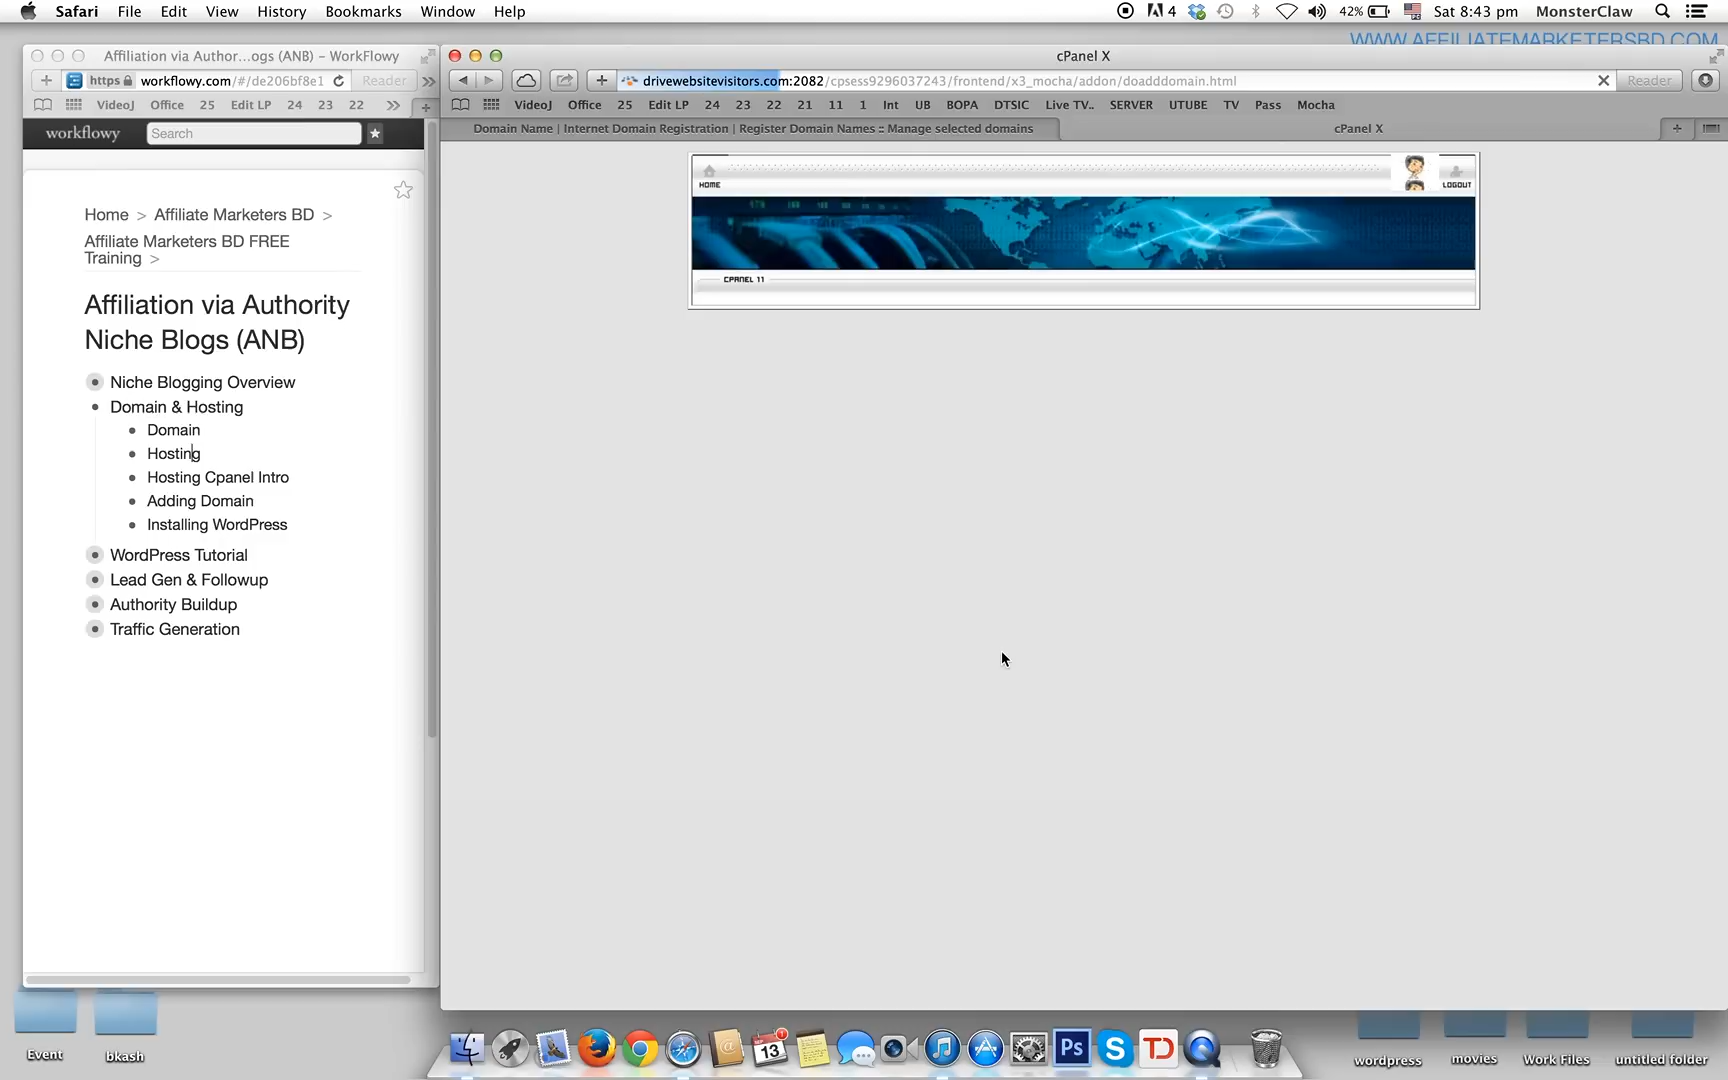 Safari File Edit View History Bookmarks Window Help
4 42% Sat 8:43 pm MonsterClaw
WWW.AFFILIATEMARKETERSBD.COM
Affiliation via Author...ogs (ANB) – WorkFlowy
https workflowy.com/#/de206bf8e1 Reader »
VideoJ Office 25 Edit LP 24 23 22 »
workflowy Search
Home > Affiliate Marketers BD >
Affiliate Marketers BD FREE
Training >
Affiliation via Authority
Niche Blogs (ANB)
Niche Blogging Overview
Domain & Hosting
Domain
Hosting
Hosting Cpanel Intro
Adding Domain
Installing WordPress
WordPress Tutorial
Lead Gen & Followup
Authority Buildup
Traffic Generation
cPanel X
drivewebsitevisitors.com:2082/cpsess9296037243/frontend/x3_mocha/addon/doadddomain.html Reader
VideoJ Office 25 Edit LP 24 23 22 21 11 1 Int UB BOPA DTSIC Live TV.. SERVER UTUBE TV Pass Mocha
Domain Name | Internet Domain Registration | Register Domain Names :: Manage selected domains
cPanel X
HOME LOGOUT
CPANEL 11
Event bkash
13 Ps TD
wordpress movies Work Files untitled folder